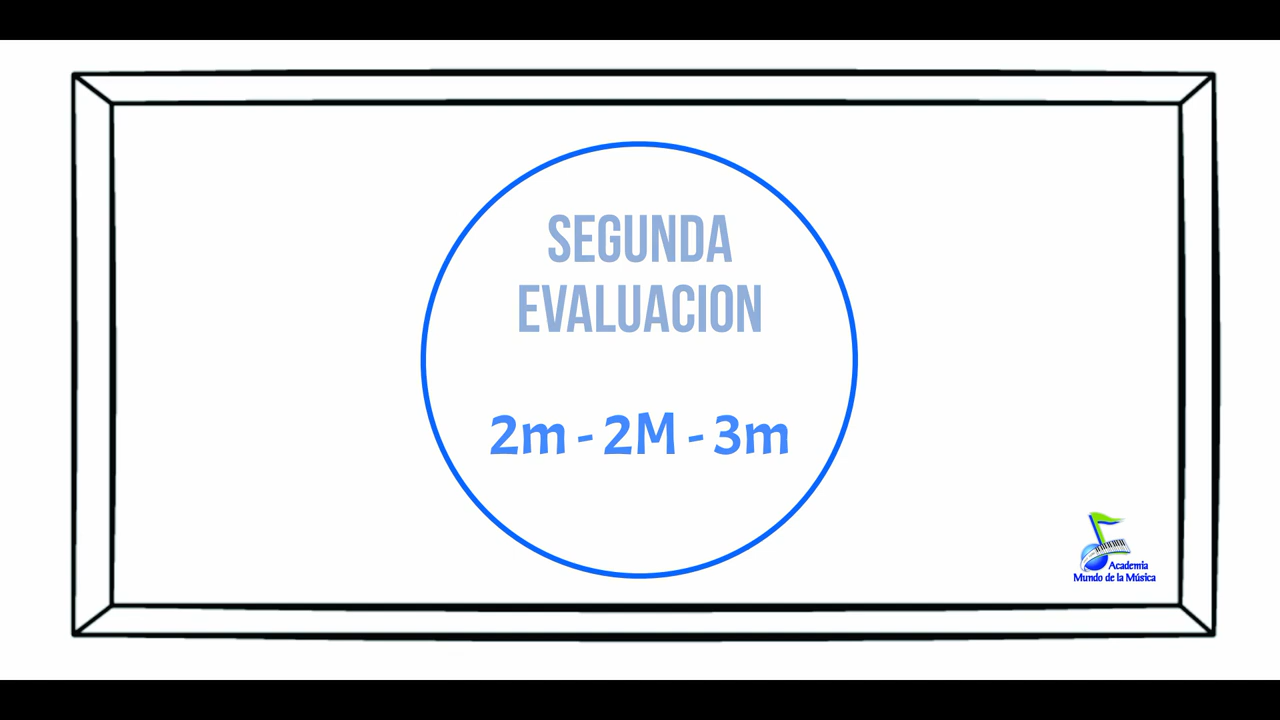 SEGUNDA
EVALUACION
2m - 2M - 3m
Academia
Mundo de la Música